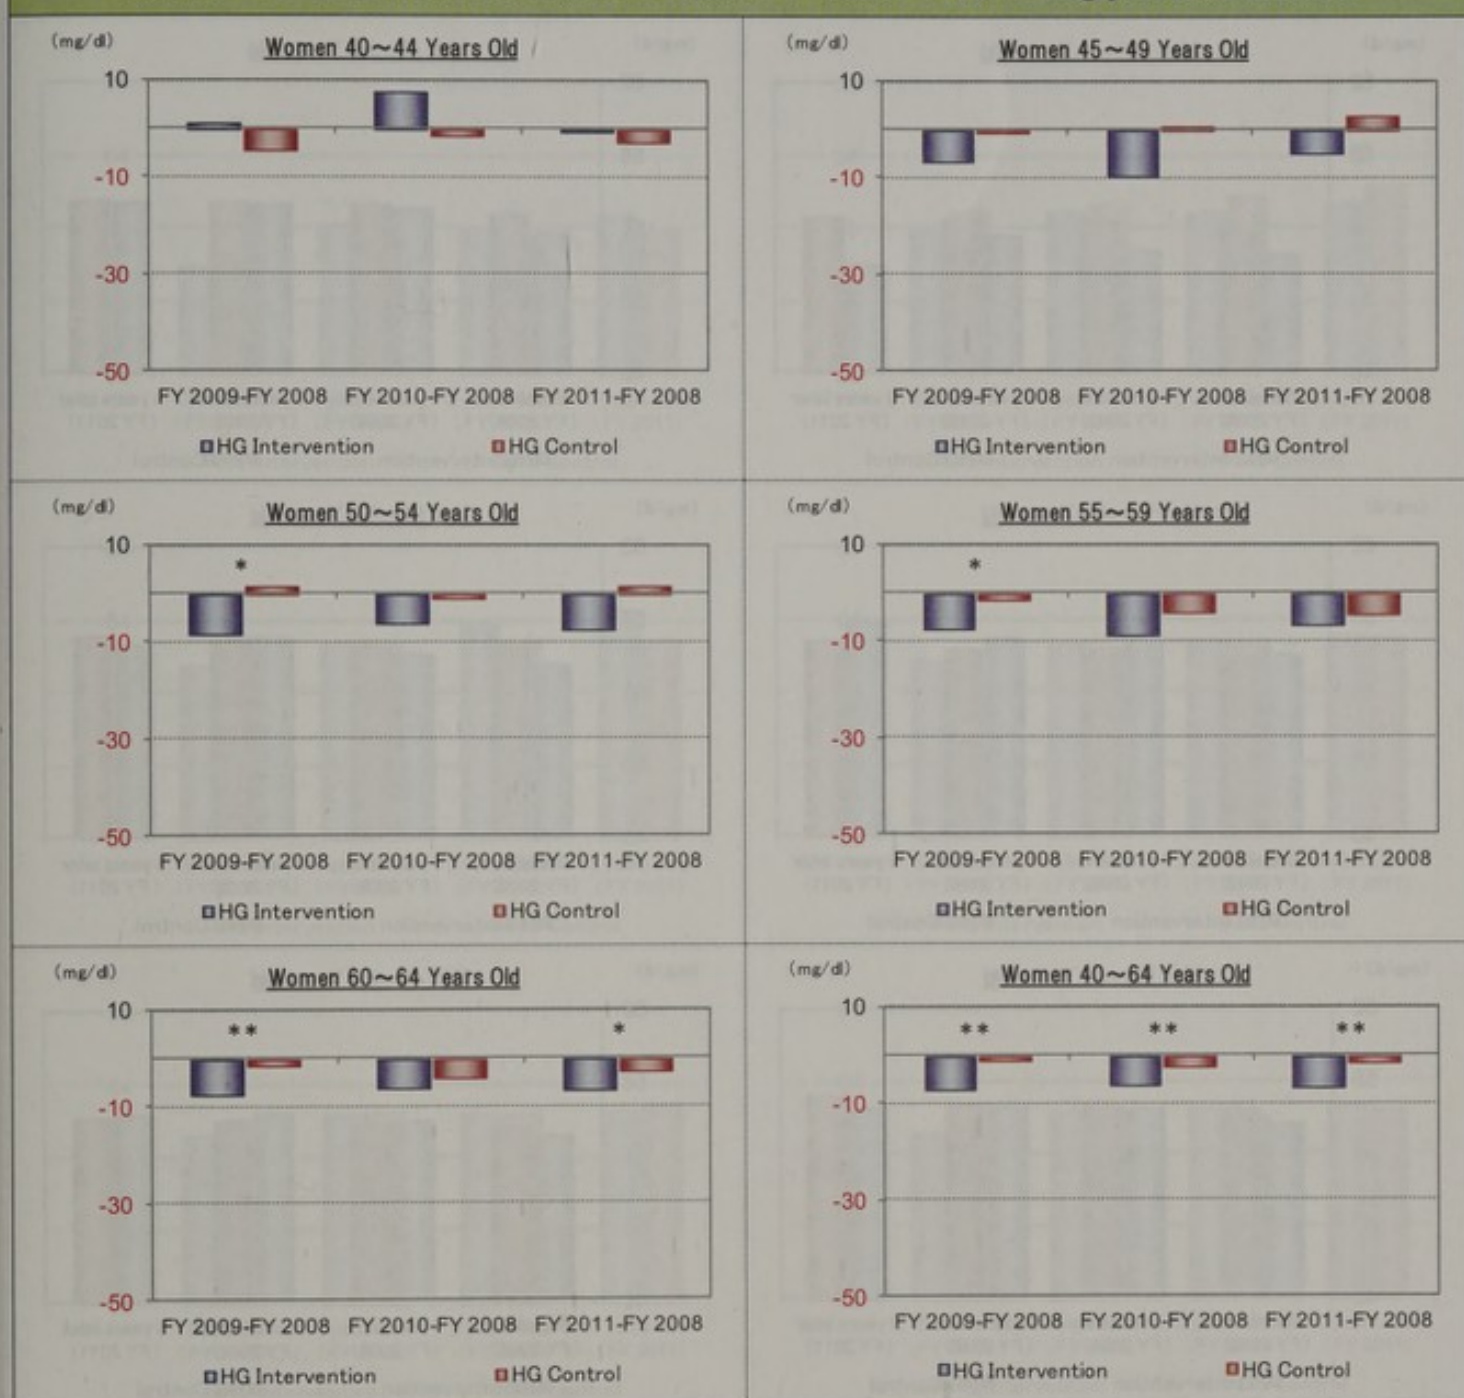 (mg/dl)
Women 40～44 Years Old
10
-10
-30
-50
FY 2009-FY 2008 FY 2010-FY 2008 FY 2011-FY 2008
HG Intervention HG Control
(mg/dl)
Women 45～49 Years Old
10
-10
-30
-50
FY 2009-FY 2008 FY 2010-FY 2008 FY 2011-FY 2008
HG Intervention HG Control
(mg/dl)
Women 50～54 Years Old
10
*
-10
-30
-50
FY 2009-FY 2008 FY 2010-FY 2008 FY 2011-FY 2008
HG Intervention HG Control
(mg/dl)
Women 55～59 Years Old
10
*
-10
-30
-50
FY 2009-FY 2008 FY 2010-FY 2008 FY 2011-FY 2008
HG Intervention HG Control
(mg/dl)
Women 60～64 Years Old
10
** *
-10
-30
-50
FY 2009-FY 2008 FY 2010-FY 2008 FY 2011-FY 2008
HG Intervention HG Control
(mg/dl)
Women 40～64 Years Old
10
** ** **
-10
-30
-50
FY 2009-FY 2008 FY 2010-FY 2008 FY 2011-FY 2008
HG Intervention HG Control